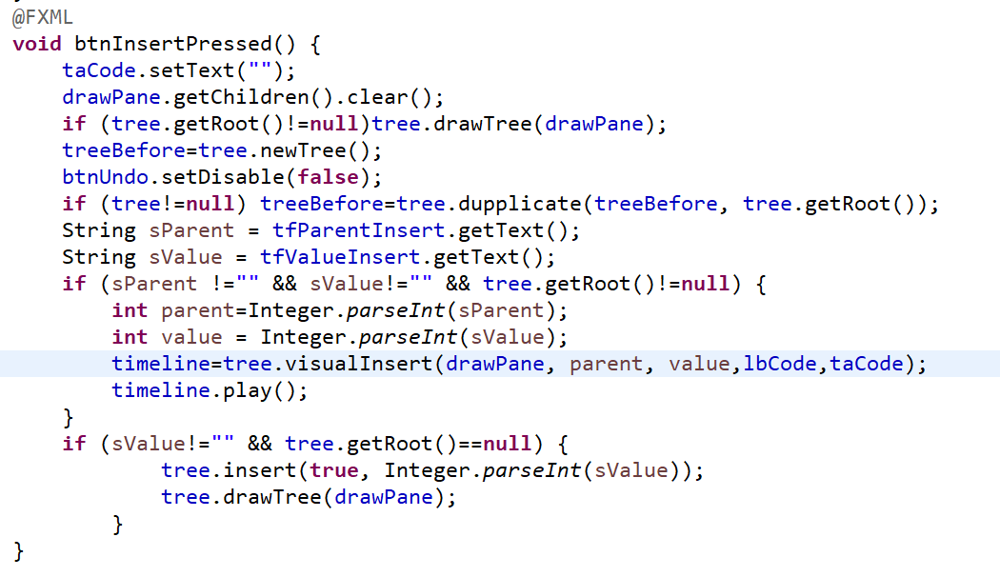 @FXML
void btnInsertPressed() {
    taCode.setText("");
    drawPane.getChildren().clear();
    if (tree.getRoot()!=null)tree.drawTree(drawPane);
    treeBefore=tree.newTree();
    btnUndo.setDisable(false);
    if (tree!=null) treeBefore=tree.dupplicate(treeBefore, tree.getRoot());
    String sParent = tfParentInsert.getText();
    String sValue = tfValueInsert.getText();
    if (sParent !="" && sValue!="" && tree.getRoot()!=null) {
        int parent=Integer.parseInt(sParent);
        int value = Integer.parseInt(sValue);
        timeline=tree.visualInsert(drawPane, parent, value,lbCode,taCode);
        timeline.play();
    }
    if (sValue!="" && tree.getRoot()==null) {
            tree.insert(true, Integer.parseInt(sValue));
            tree.drawTree(drawPane);
        }
}